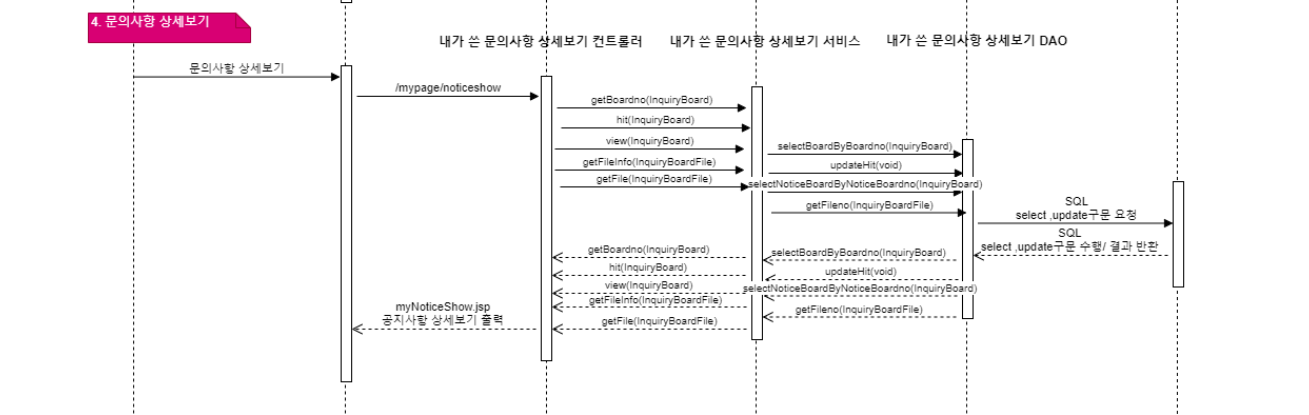 4. 문의사항 상세보기
내가 쓴 문의사항 상세보기 컨트롤러
내가 쓴 문의사항 상세보기 서비스
내가 쓴 문의사항 상세보기 DAO
문의사항 상세보기
/mypage/noticeshow
getBoardno(InquiryBoard)
hit(InquiryBoard)
view(InquiryBoard)
getFileInfo(InquiryBoardFile)
getFile(InquiryBoardFile)
selectBoardByBoardno(InquiryBoard)
updateHit(void)
selectNoticeBoardByNoticeBoardno(InquiryBoard)
getFileno(InquiryBoardFile)
SQL
select ,update구문 요청
SQL
select ,update구문 수행/ 결과 반환
selectBoardByBoardno(InquiryBoard)
updateHit(void)
selectNoticeBoardByNoticeBoardno(InquiryBoard)
getFileno(InquiryBoardFile)
getBoardno(InquiryBoard)
hit(InquiryBoard)
view(InquiryBoard)
getFileInfo(InquiryBoardFile)
getFile(InquiryBoardFile)
myNoticeShow.jsp
공지사항 상세보기 출력